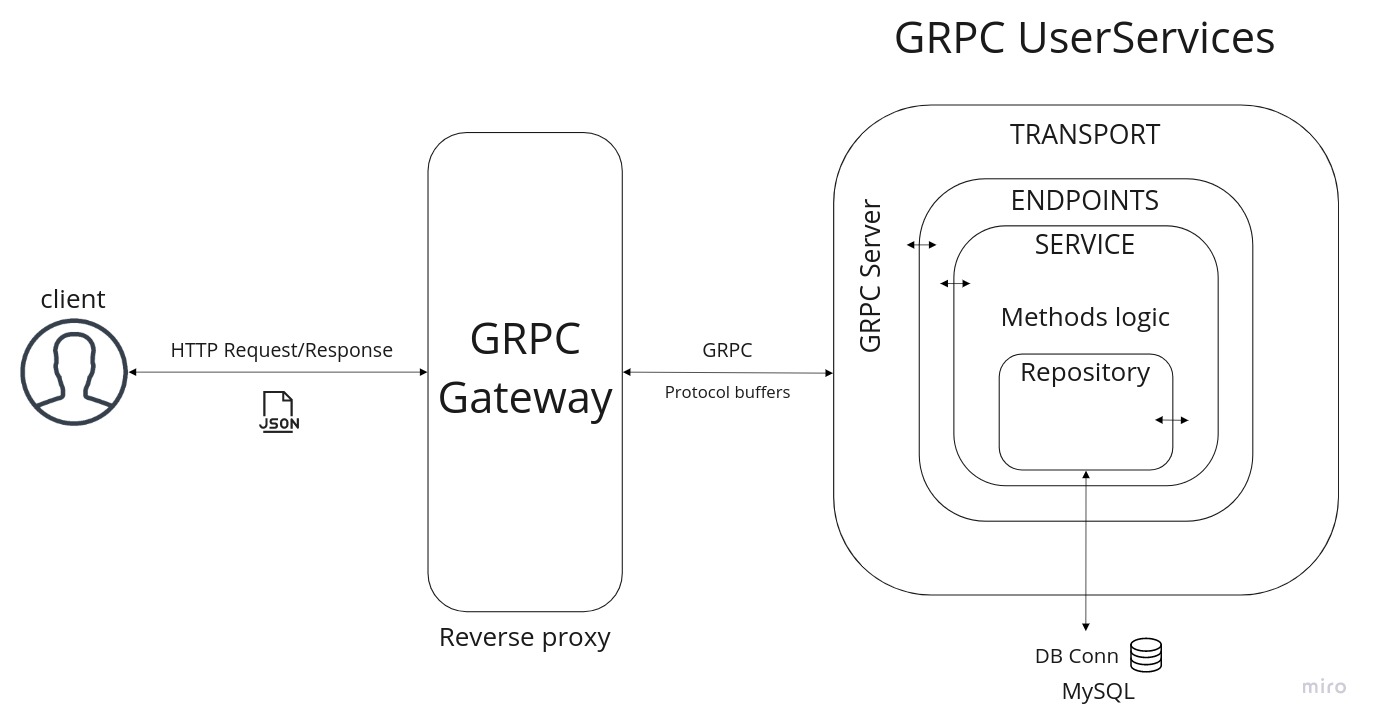 GRPC UserServices
TRANSPORT
ENDPOINTS
SERVICE
GRPC Server
Methods logic
Repository
client
HTTP Request/Response
JSON
GRPC
Gateway
GRPC
Protocol buffers
Reverse proxy
DB Conn
MySQL
miro